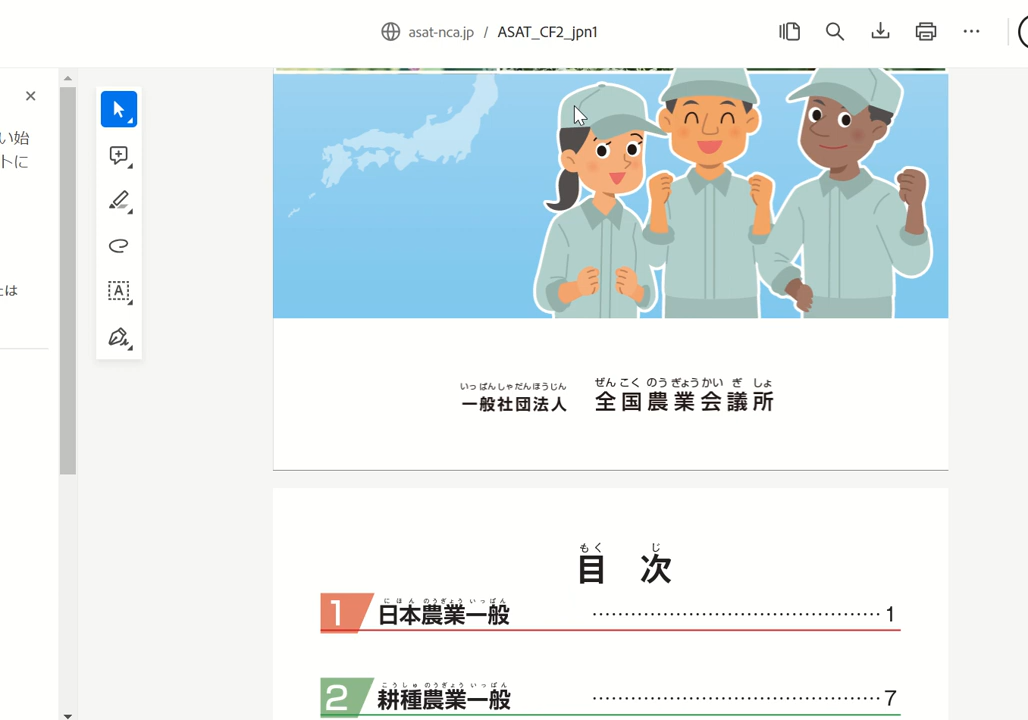 asat-nca.jp / ASAT_CF2_jpn1
い始
トに
には
いっぱんしゃだんほうじん ぜんこく のうぎょうかいぎしょ
一般社団法人 全国農業会議所
もく じ
目 次
にほん のうぎょう いっぱん
1 日本農業一般 ‥‥‥‥‥‥‥‥‥‥‥‥‥‥‥‥ 1
こうしゅ のうぎょう いっぱん
2 耕種農業一般 ‥‥‥‥‥‥‥‥‥‥‥‥‥‥‥‥ 7